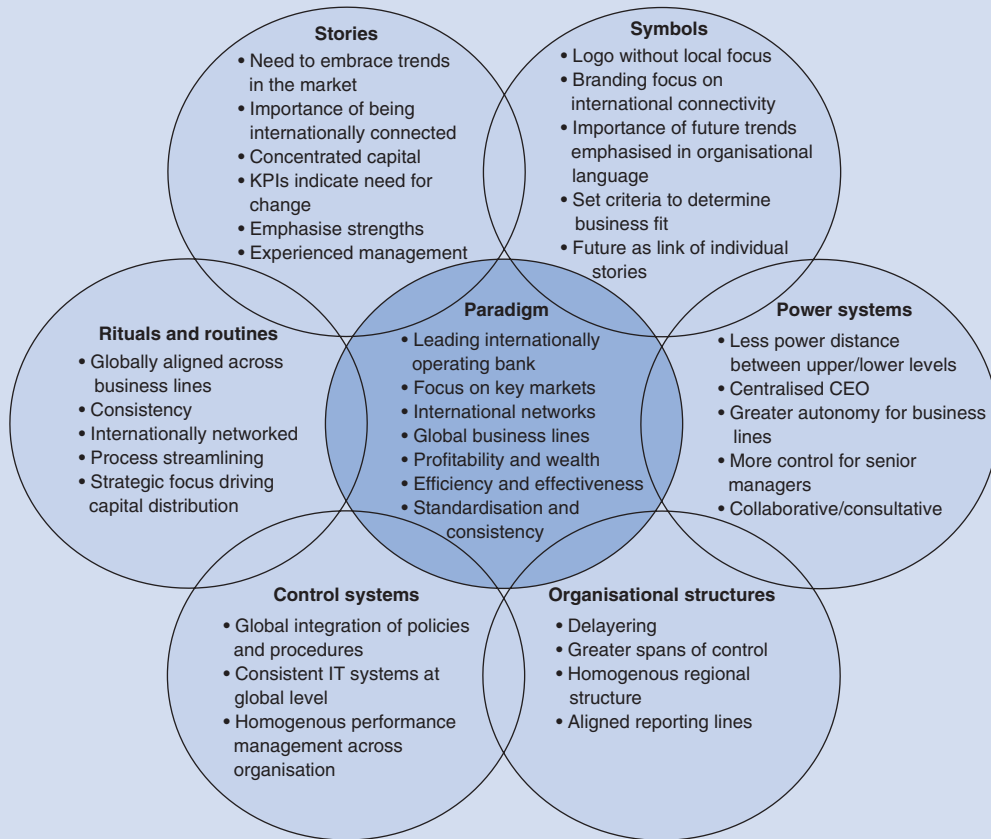 Stories
• Need to embrace trends
in the market
• Importance of being
internationally connected
• Concentrated capital
• KPIs indicate need for
change
• Emphasise strengths
• Experienced management
Symbols
• Logo without local focus
• Branding focus on
international connectivity
• Importance of future trends
emphasised in organisational
language
• Set criteria to determine
business fit
• Future as link of individual
stories
Rituals and routines
• Globally aligned across
business lines
• Consistency
• Internationally networked
• Process streamlining
• Strategic focus driving
capital distribution
Paradigm
• Leading internationally
operating bank
• Focus on key markets
• International networks
• Global business lines
• Profitability and wealth
• Efficiency and effectiveness
• Standardisation and
consistency
Power systems
• Less power distance
between upper/lower levels
• Centralised CEO
• Greater autonomy for business
lines
• More control for senior
managers
• Collaborative/consultative
Control systems
• Global integration of policies
and procedures
• Consistent IT systems at
global level
• Homogenous performance
management across
organisation
Organisational structures
• Delayering
• Greater spans of control
• Homogenous regional
structure
• Aligned reporting lines